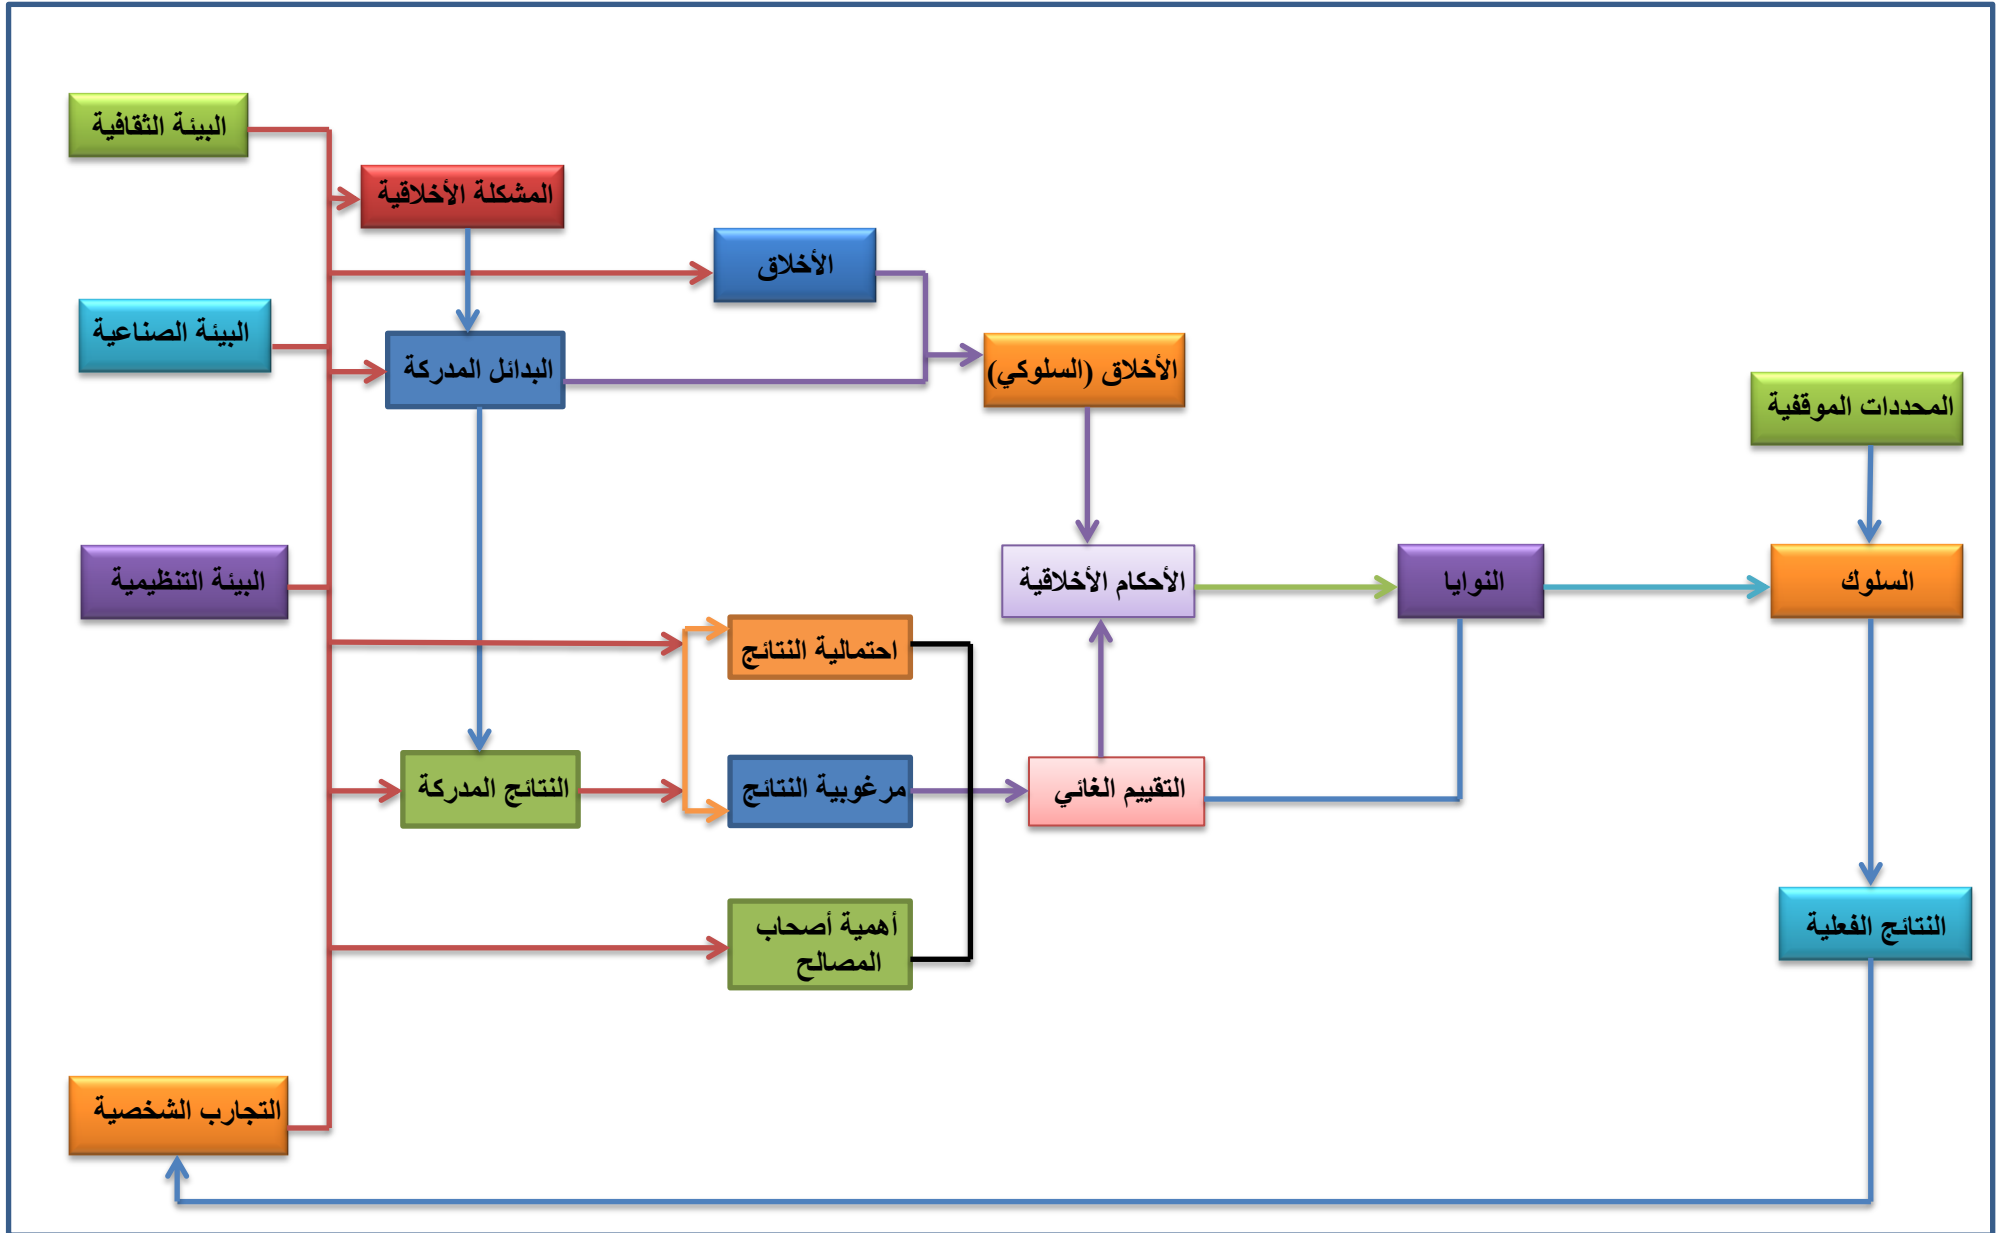 البيئة الثقافية
المشكلة الأخلاقية
الأخلاق
البيئة الصناعية
البدائل المدركة
الأخلاق (السلوكي)
المحددات الموقفية
البيئة التنظيمية
الأحكام الأخلاقية
النوايا
السلوك
احتمالية النتائج
النتائج المدركة
مرغوبية النتائج
التقييم الغائي
أهمية أصحاب
المصالح
النتائج الفعلية
التجارب الشخصية